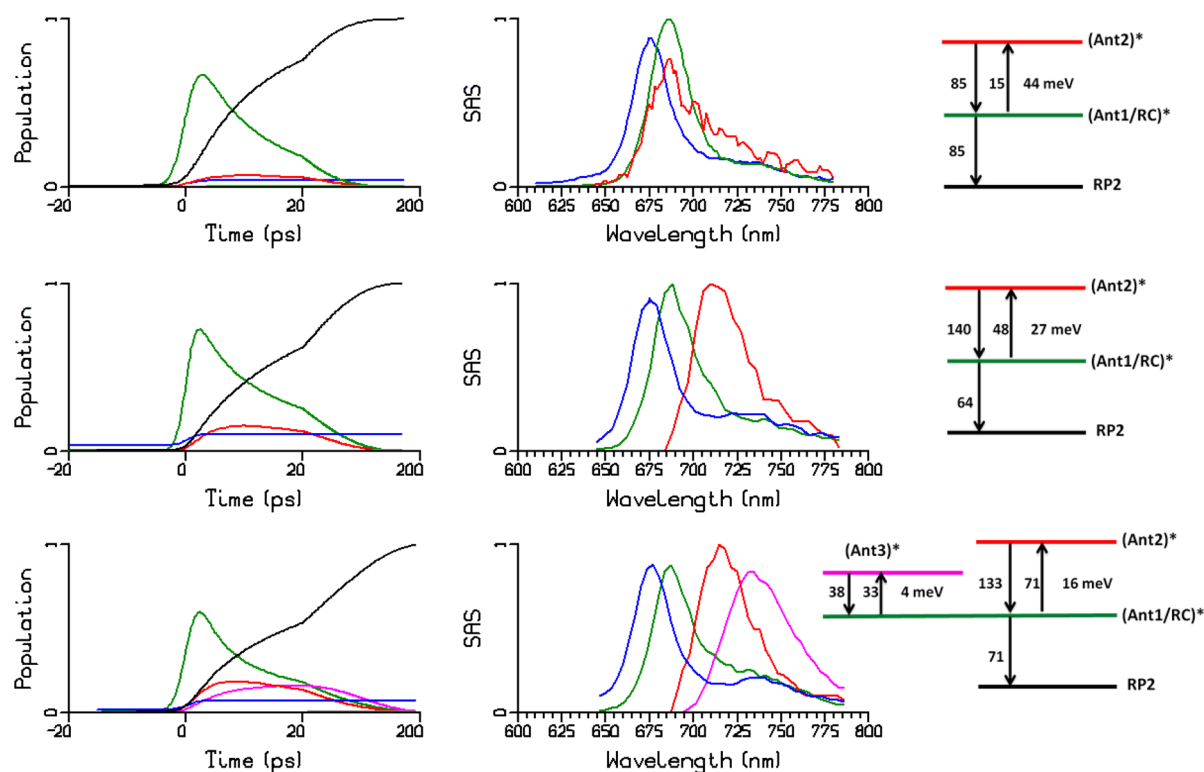 Population
1
0
-20 0 20 200
Time (ps)
SAS
1
0
600 625 650 675 700 725 750 775 800
Wavelength (nm)
(Ant2)*
85 15 44 meV
(Ant1/RC)*
85
RP2
Population
1
0
-20 0 20 200
Time (ps)
SAS
1
0
600 625 650 675 700 725 750 775 800
Wavelength (nm)
(Ant2)*
140 48 27 meV
(Ant1/RC)*
64
RP2
Population
1
0
-20 0 20 200
Time (ps)
SAS
1
0
600 625 650 675 700 725 750 775 800
Wavelength (nm)
(Ant3)*
38 33 4 meV
(Ant2)*
133 71 16 meV
(Ant1/RC)*
71
RP2